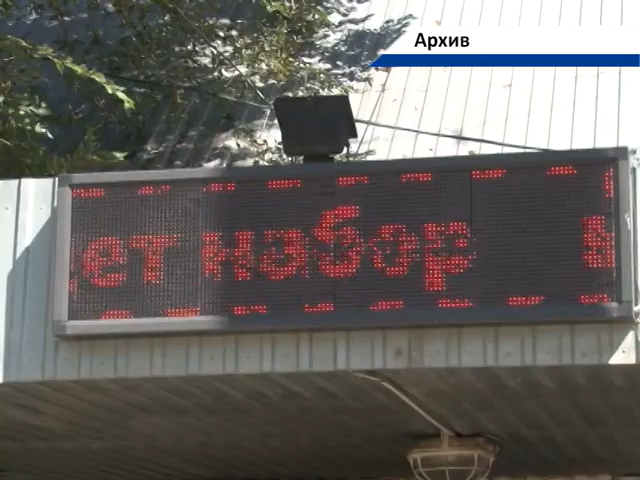 Архив
ет набор в